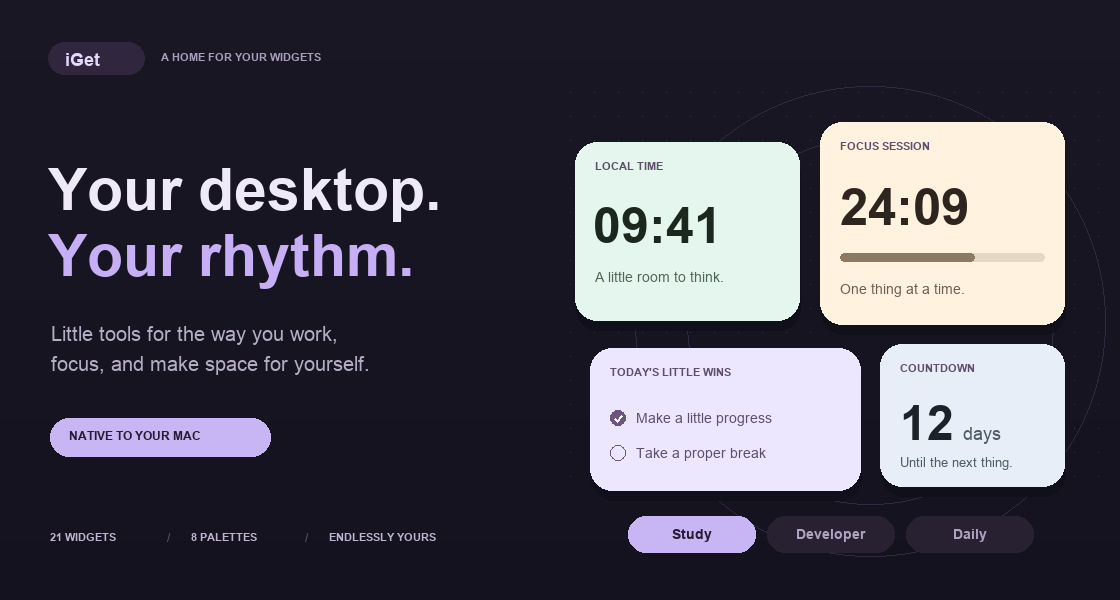 iGet
A HOME FOR YOUR WIDGETS
Your desktop.
Your rhythm.
Little tools for the way you work,
focus, and make space for yourself.
NATIVE TO YOUR MAC
21 WIDGETS / 8 PALETTES / ENDLESSLY YOURS
LOCAL TIME
09:41
A little room to think.
FOCUS SESSION
24:09
One thing at a time.
TODAY'S LITTLE WINS
Make a little progress
Take a proper break
COUNTDOWN
12 days
Until the next thing.
Study
Developer
Daily